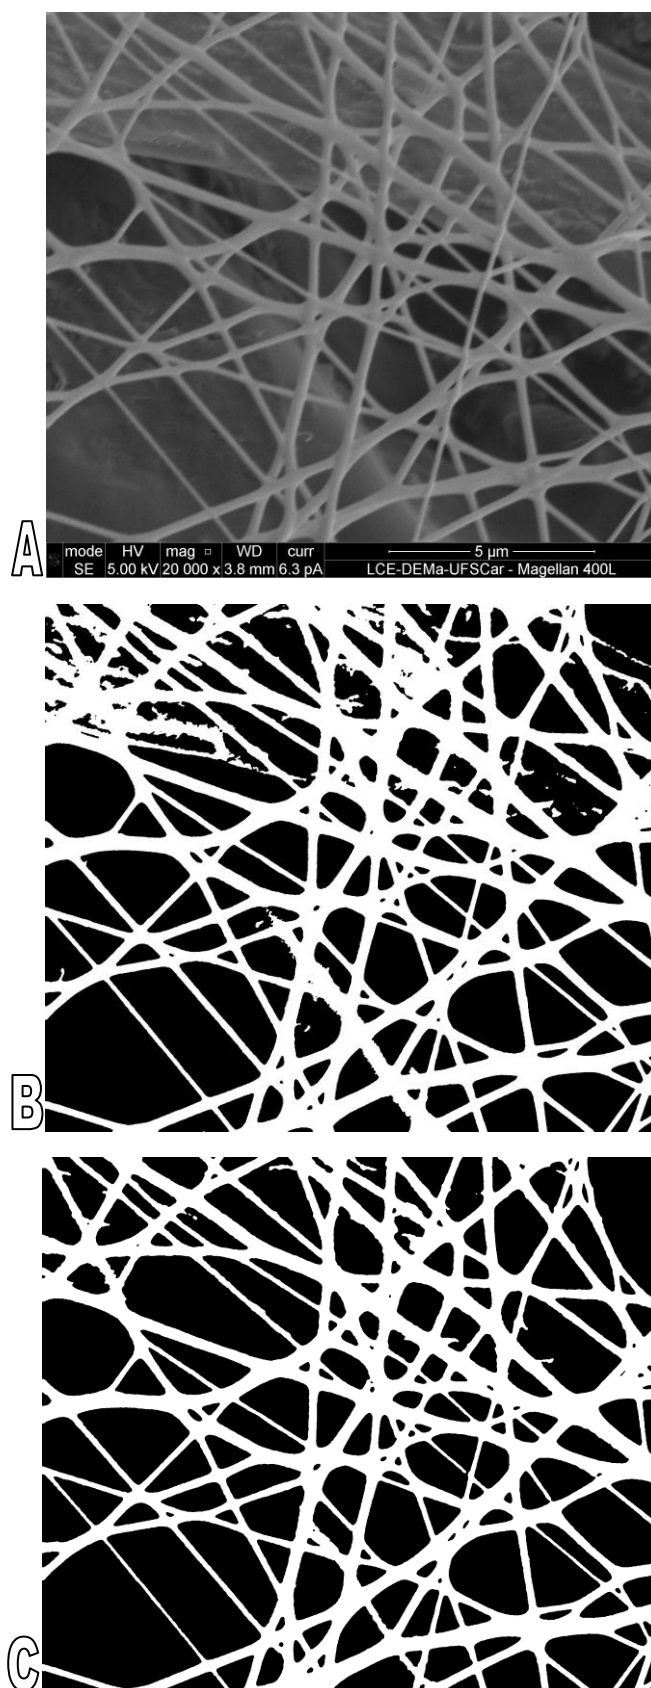 A
mode HV mag □ WD curr 5 µm
SE 5.00 kV 20 000 x 3.8 mm 6.3 pA LCE-DEMa-UFSCar - Magellan 400L
B
C